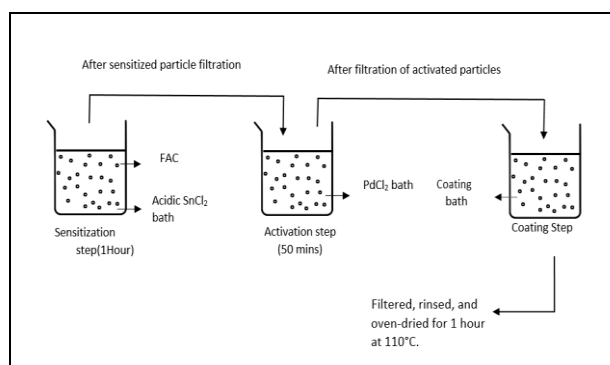 After sensitized particle filtration
After filtration of activated particles
FAC
Acidic SnCl₂
bath
Sensitization
step(1Hour)
PdCl₂ bath
Activation step
(50 mins)
Coating
bath
Coating Step
Filtered, rinsed, and
oven-dried for 1 hour
at 110°C.